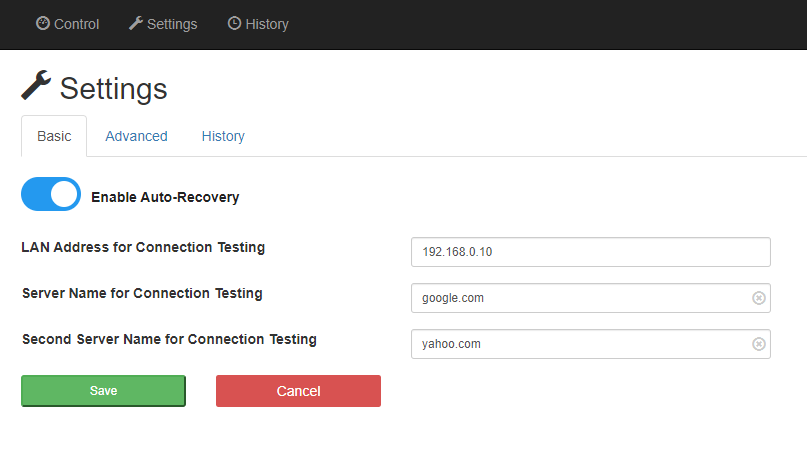 Control Settings History
Settings
Basic Advanced History
Enable Auto-Recovery
LAN Address for Connection Testing 192.168.0.10
Server Name for Connection Testing google.com
Second Server Name for Connection Testing yahoo.com
Save Cancel